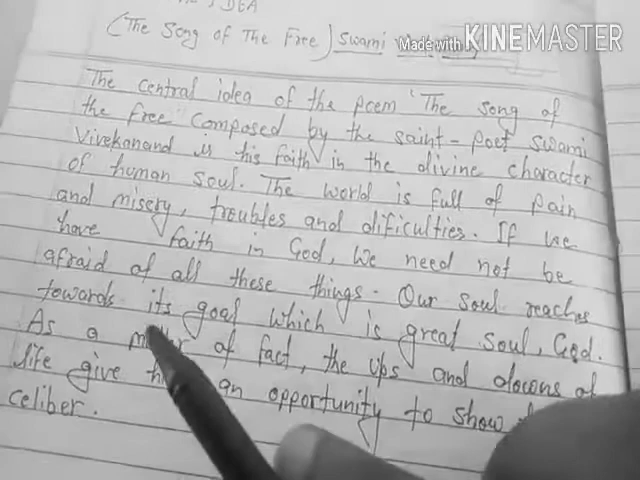 IDEA
(The Song of The Free) Swami
Made with KINEMASTER
The central idea of the poem 'The song of
the free' composed by the saint-poet Swami
Vivekanand is his faith in the divine character
of human soul. The world is full of pain
and misery, troubles and dificulties. If we
have faith in God, we need not be
afraid of all these things. Our soul reaches
towards its goal which is great soul, God.
As a of fact, the ups and downs of
life give an opportunity to show
celiber.